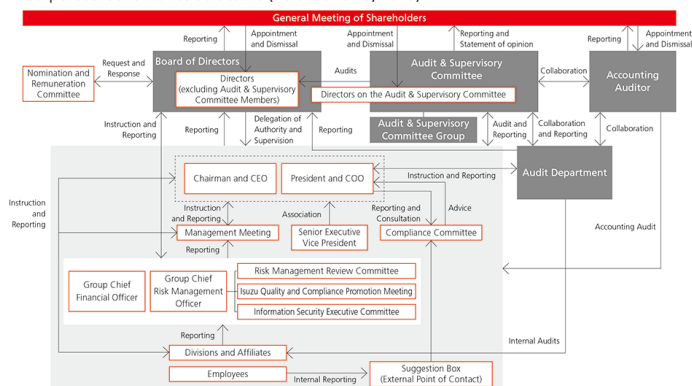 General Meeting of Shareholders
Reporting
Appointment
and Dismissal
Appointment
and Dismissal
Reporting and
Statement of opinion
Reporting
Appointment
and Dismissal
Request and
Response
Board of Directors
Audit & Supervisory
Committee
Accounting
Auditor
Nomination and
Remuneration
Committee
Directors
(excluding Audit & Supervisory
Committee Members)
Audits
Directors on the Audit & Supervisory Committee
Collaboration
Instruction and
Reporting
Reporting
Delegation of
Authority and
Supervision
Reporting
Audit & Supervisory
Committee Group
Audit and
Reporting
Collaboration
and Reporting
Collaboration
Chairman and CEO
President and COO
Instruction and Reporting
Audit Department
Instruction
and
Reporting
Instruction
and Reporting
Association
Reporting and
Consultation
Advice
Management Meeting
Senior Executive
Vice President
Compliance Committee
Accounting Audit
Reporting
Group Chief
Financial Officer
Group Chief
Risk Management
Officer
Risk Management Review Committee
Isuzu Quality and Compliance Promotion Meeting
Information Security Executive Committee
Reporting
Internal Audits
Divisions and Affiliates
Employees
Internal Reporting
Suggestion Box
(External Point of Contact)